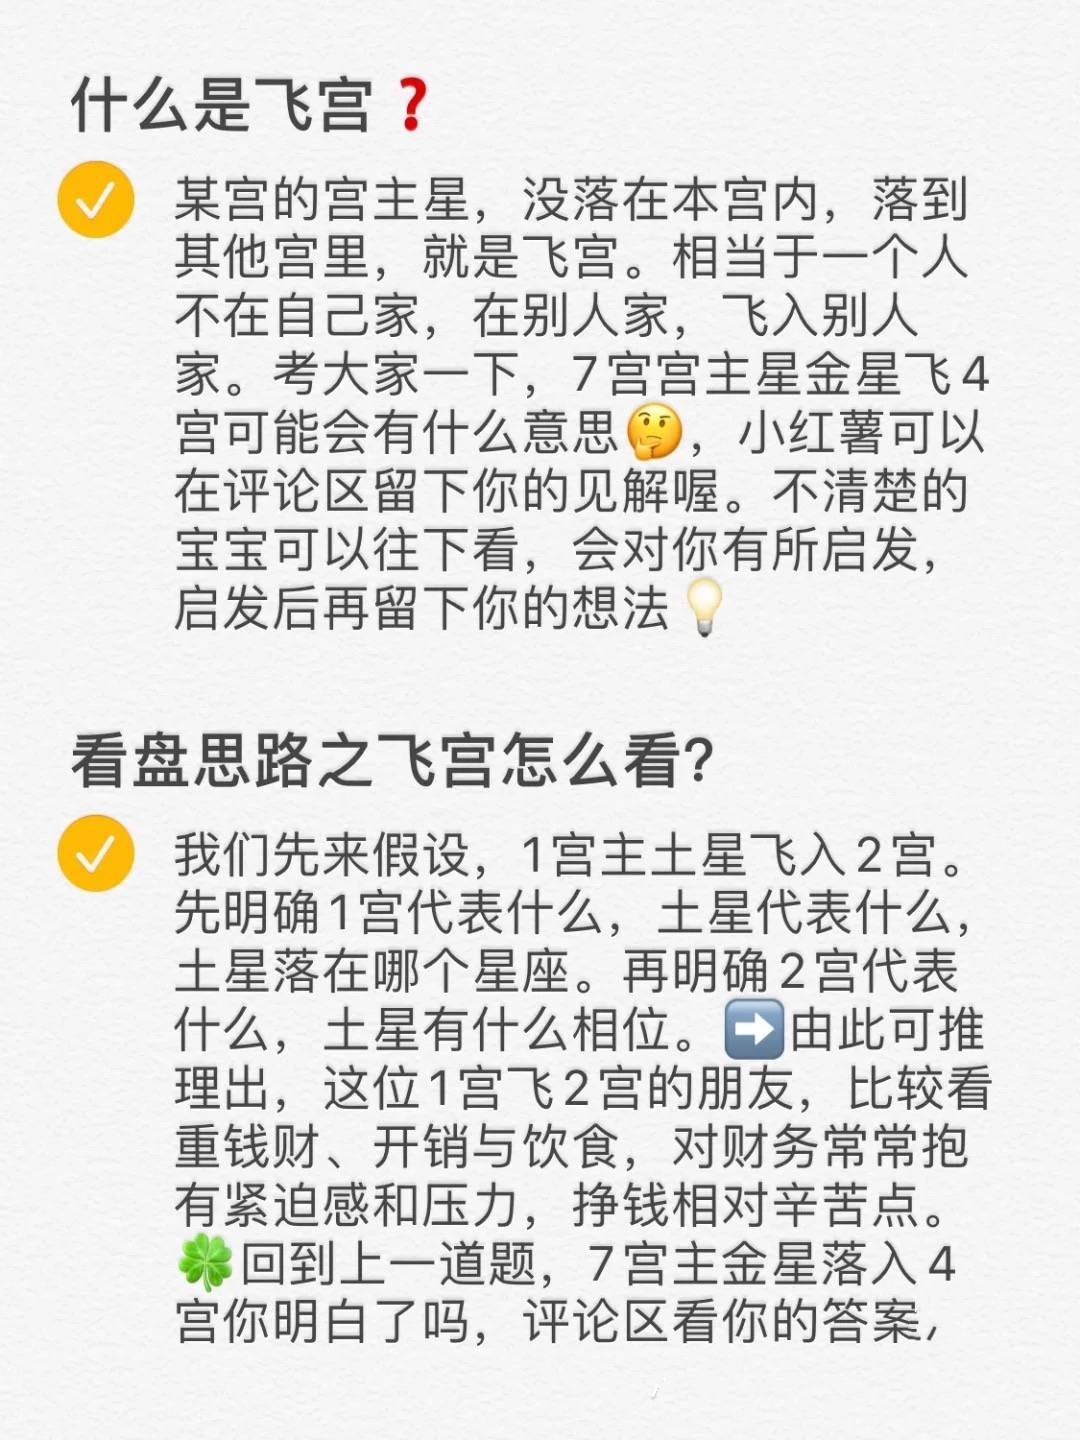 什么是飞宫❓
某宫的宫主星，没落在本宫内，落到
其他宫里，就是飞宫。相当于一个人
不在自己家，在别人家，飞入别人
家。考大家一下，7宫宫主星金星飞4
宫可能会有什么意思🤔，小红薯可以
在评论区留下你的见解喔。不清楚的
宝宝可以往下看，会对你有所启发，
启发后再留下你的想法💡
看盘思路之飞宫怎么看?
我们先来假设，1宫主土星飞入2宫。
先明确1宫代表什么，土星代表什么，
土星落在哪个星座。再明确2宫代表
什么，土星有什么相位。➡️由此可推
理出，这位1宫飞2宫的朋友，比较看
重钱财、开销与饮食，对财务常常抱
有紧迫感和压力，挣钱相对辛苦点。
🍀回到上一道题，7宫主金星落入4
宫你明白了吗，评论区看你的答案，